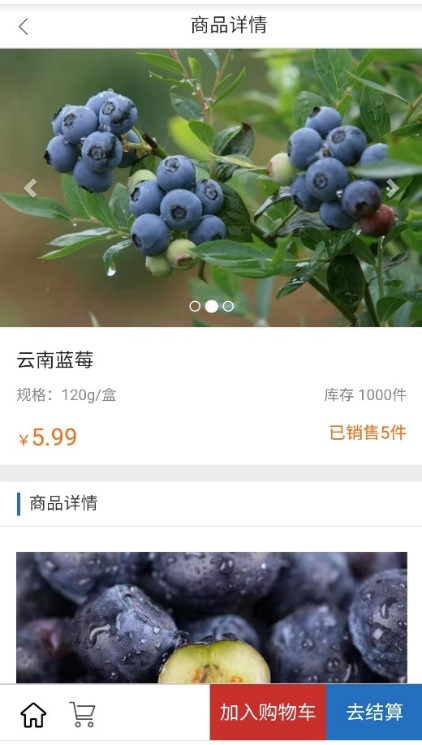 商品详情
云南蓝莓
规格：120g/盒
库存 1000件
￥5.99
已销售5件
商品详情
加入购物车
去结算